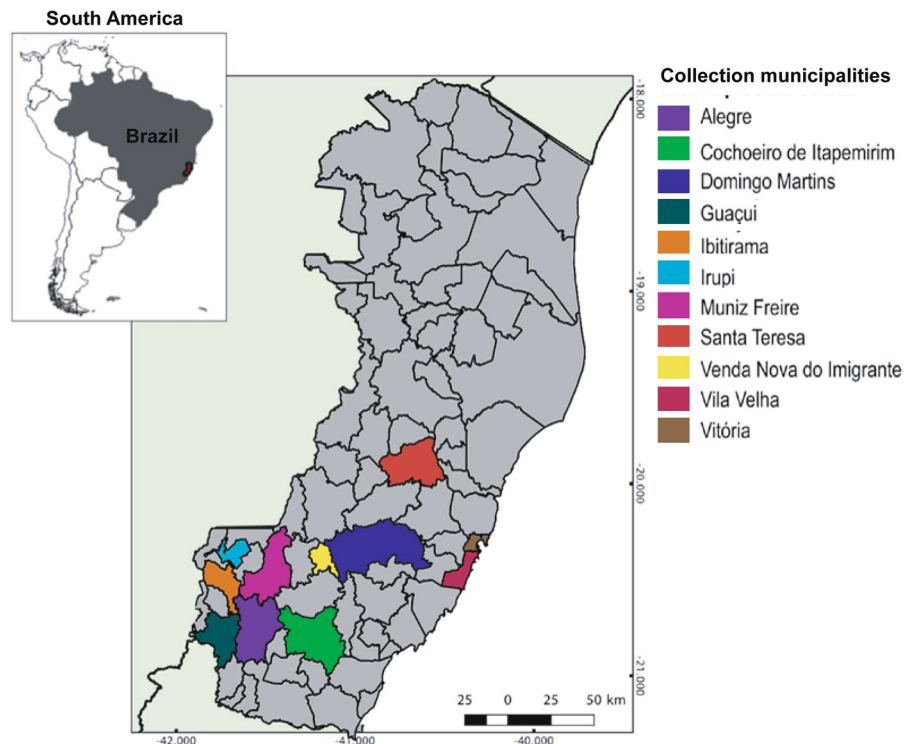 South America
Brazil
Collection municipalities
Alegre
Cochoeiro de Itapemirim
Domingo Martins
Guaçui
Ibitirama
Irupi
Muniz Freire
Santa Teresa
Venda Nova do Imigrante
Vila Velha
Vitória
-18.000
-19.000
-20.000
-21.000
25 0 25 50 km
-42.000 -41.000 -40.000